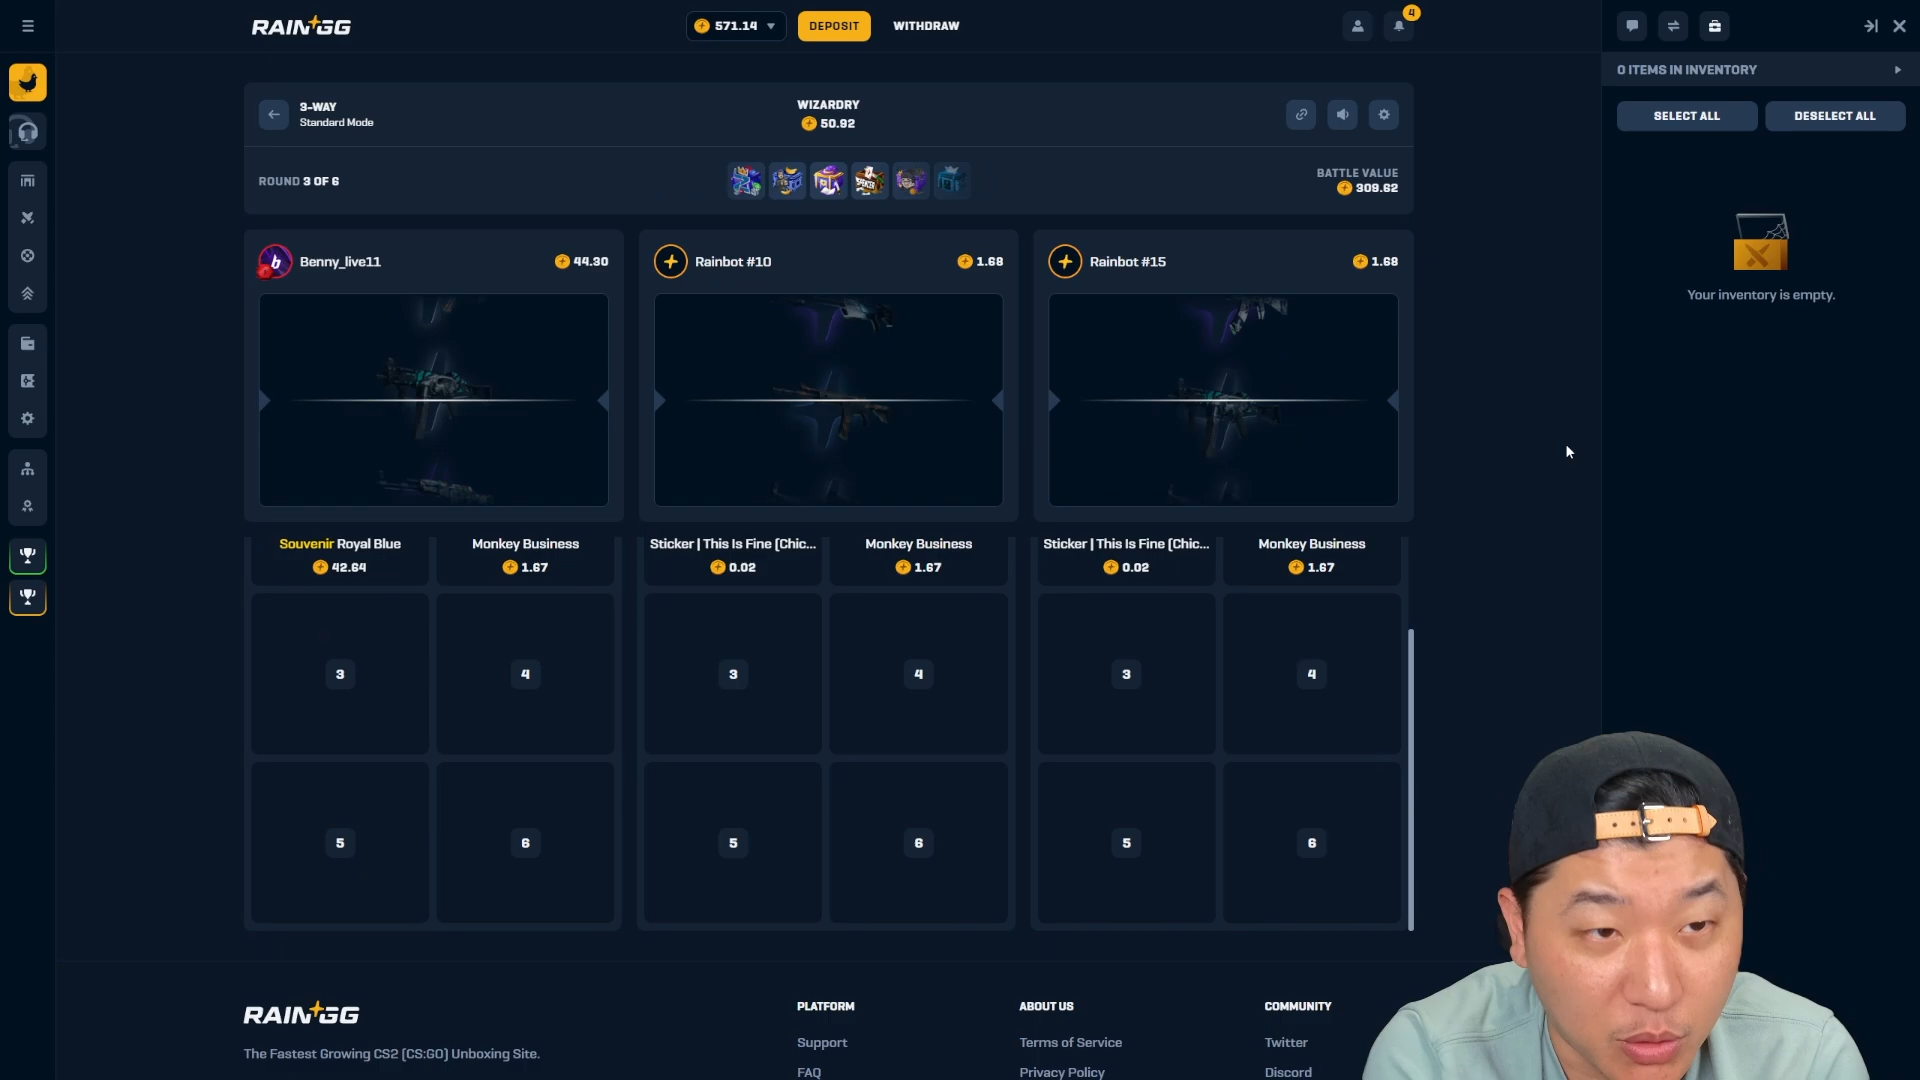 RAIN GG
571.14
DEPOSIT
WITHDRAW
4
3-WAY
Standard Mode
WIZARDRY
50.92
ROUND 3 OF 6
BATTLE VALUE
309.62
Benny_live11
44.30
Rainbot #10
1.68
Rainbot #15
1.68
Souvenir Royal Blue
42.64
Monkey Business
1.67
Sticker | This Is Fine (Chic...
0.02
Monkey Business
1.67
Sticker | This Is Fine (Chic...
0.02
Monkey Business
1.67
3
4
3
4
3
4
5
6
5
6
5
6
0 ITEMS IN INVENTORY
SELECT ALL
DESELECT ALL
Your inventory is empty.
RAIN GG
The Fastest Growing CS2 (CS:GO) Unboxing Site.
PLATFORM
Support
FAQ
ABOUT US
Terms of Service
Privacy Policy
COMMUNITY
Twitter
Discord